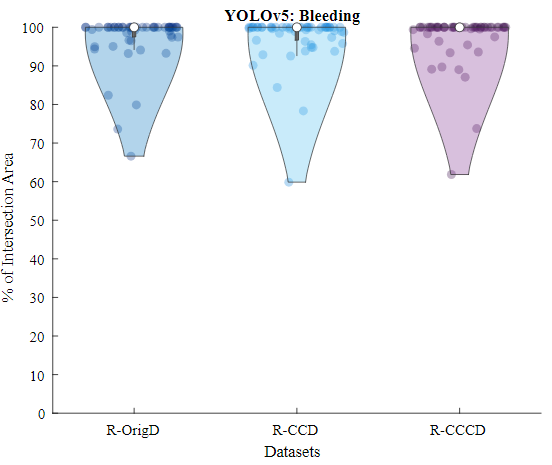 YOLOv5: Bleeding
100
90
80
70
60
50
40
30
20
10
0
% of Intersection Area
R-OrigD R-CCD R-CCCD
Datasets